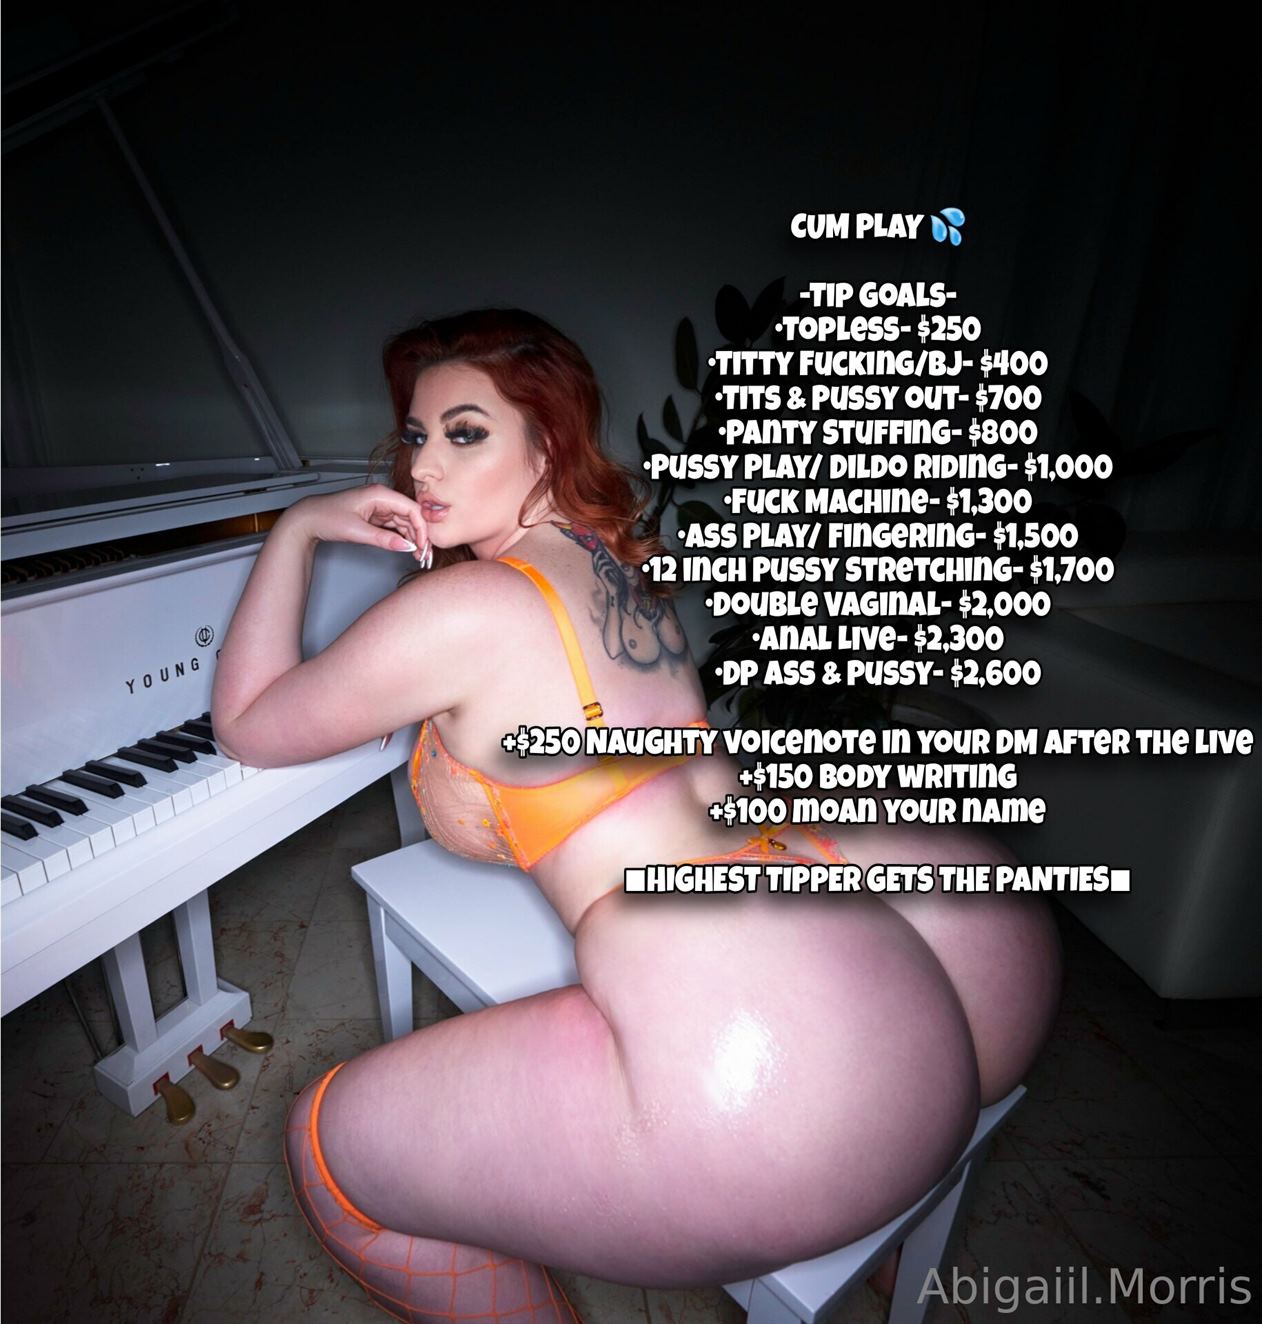 CUM PLAY 💦
-TIP GOALS-
•TOPLESS- $250
•TITTY FUCKING/BJ- $400
•TITS & PUSSY OUT- $700
•PANTY STUFFING- $800
•PUSSY PLAY/ DILDO RIDING- $1,000
•FUCK MACHINE- $1,300
•ASS PLAY/ FINGERING- $1,500
•12 INCH PUSSY STRETCHING- $1,700
•DOUBLE VAGINAL- $2,000
•ANAL LIVE- $2,300
•DP ASS & PUSSY- $2,600
+$250 NAUGHTY VOICENOTE IN YOUR DM AFTER THE LIVE
+$150 BODY WRITING
+$100 MOAN YOUR NAME
■HIGHEST TIPPER GETS THE PANTIES■
YOUNG
Abigaiil.Morris